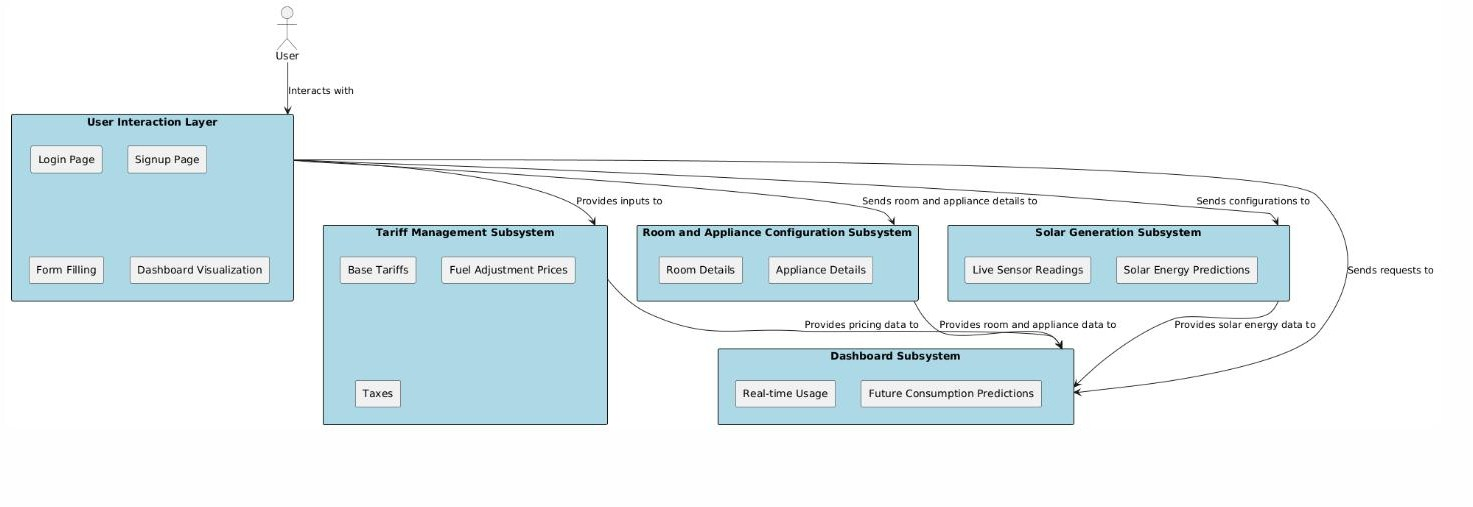 User
Interacts with
User Interaction Layer
Login Page
Signup Page
Form Filling
Dashboard Visualization
Provides inputs to
Sends room and appliance details to
Sends configurations to
Sends requests to
Tariff Management Subsystem
Base Tariffs
Fuel Adjustment Prices
Taxes
Room and Appliance Configuration Subsystem
Room Details
Appliance Details
Solar Generation Subsystem
Live Sensor Readings
Solar Energy Predictions
Provides pricing data to
Provides room and appliance data to
Provides solar energy data to
Dashboard Subsystem
Real-time Usage
Future Consumption Predictions